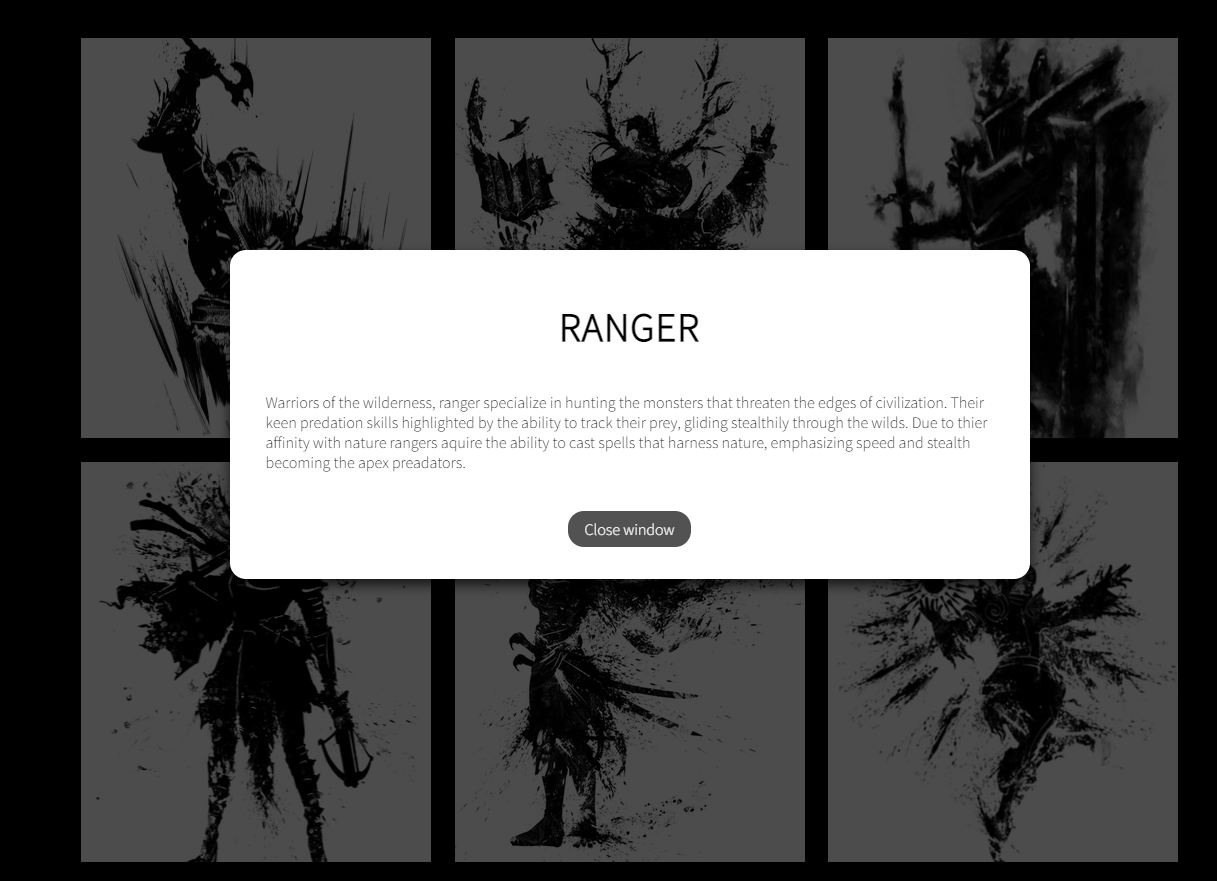 RANGER
Warriors of the wilderness, ranger specialize in hunting the monsters that threaten the edges of civilization. Their
keen predation skills highlighted by the ability to track their prey, gliding stealthily through the wilds. Due to thier
affinity with nature rangers aquire the ability to cast spells that harness nature, emphasizing speed and stealth
becoming the apex preadators.
Close window